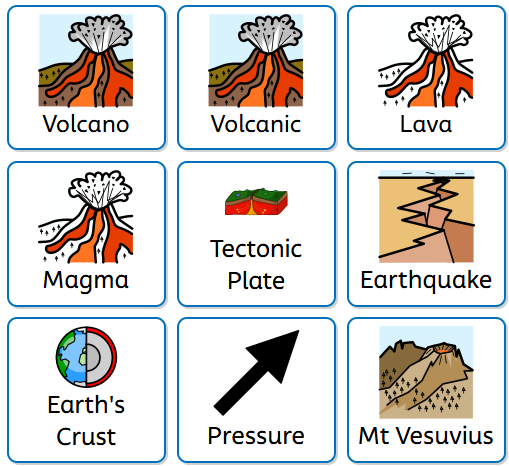 Volcano
Volcanic
Lava
Magma
Tectonic
Plate
Earthquake
Earth's
Crust
Pressure
Mt Vesuvius